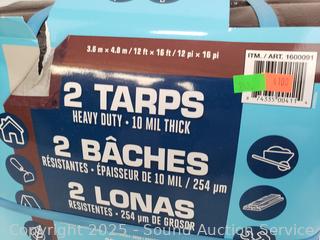 3.6 m x 4.8 m / 12 ft x 16 ft / 12 pi x 16 pi
ITM. / ART. 1600091
2 TARPS
HEAVY DUTY • 10 MIL THICK
2 BÂCHES
RÉSISTANTES • ÉPAISSEUR DE 10 MIL / 254 µm
2 LONAS
RESISTENTES • 254 µm DE GROSOR
Copyright 2025 - Sound Auction Service